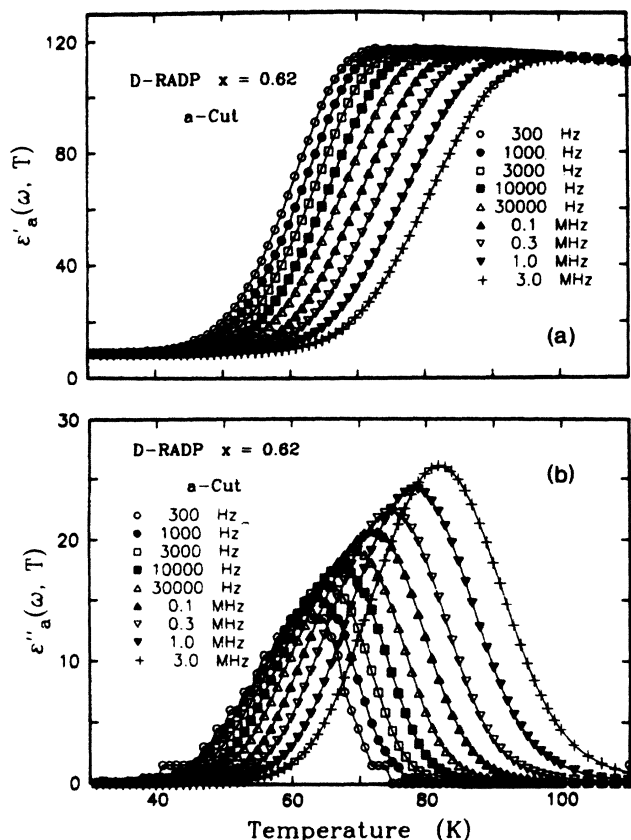 120
80
40
0
ε'ₐ(ω, T)
D-RADP x = 0.62
a-Cut
300 Hz
1000 Hz
3000 Hz
10000 Hz
30000 Hz
0.1 MHz
0.3 MHz
1.0 MHz
3.0 MHz
(a)
30
20
10
0
ε''ₐ(ω, T)
D-RADP x = 0.62
a-Cut
300 Hz
1000 Hz
3000 Hz
10000 Hz
30000 Hz
0.1 MHz
0.3 MHz
1.0 MHz
3.0 MHz
(b)
40 60 80 100
Temperature (K)